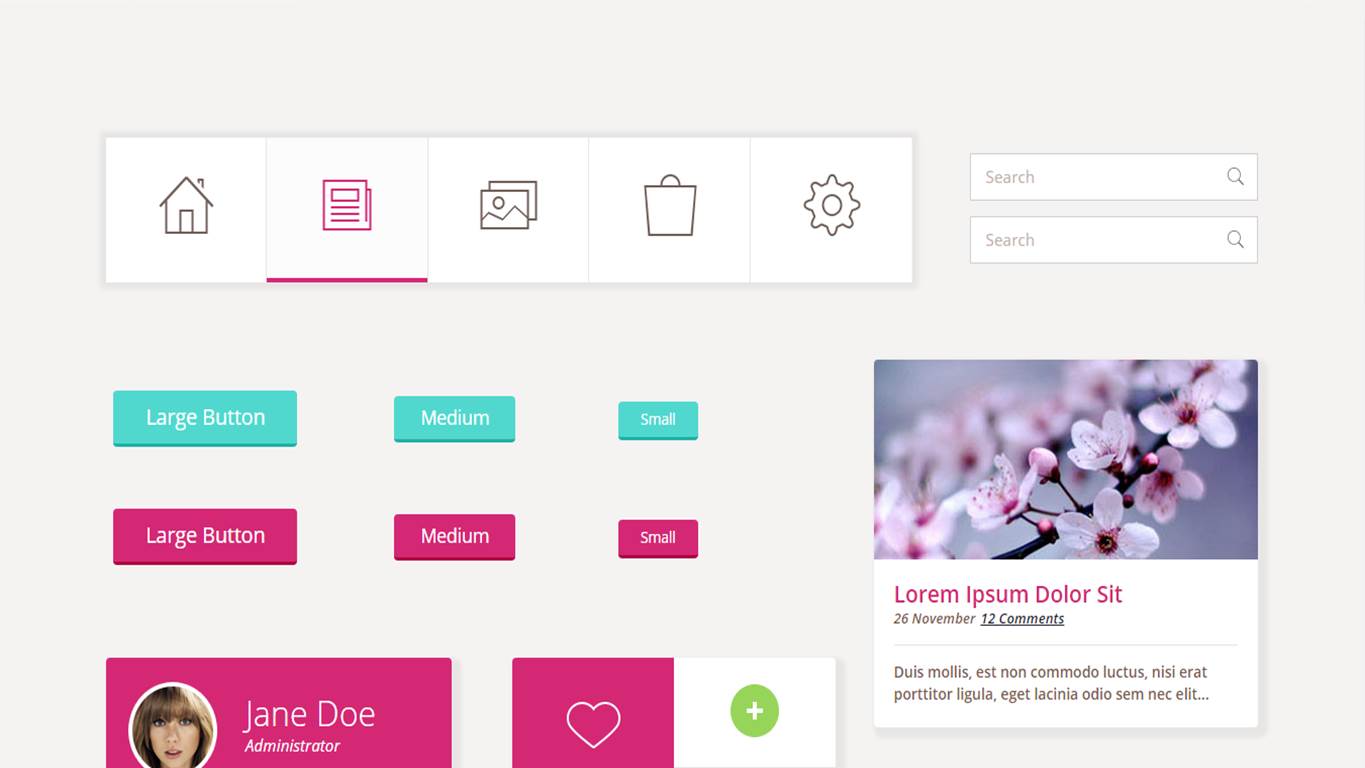 Search
Search
Large Button
Medium
Small
Large Button
Medium
Small
Lorem Ipsum Dolor Sit
26 November 12 Comments
Duis mollis, est non commodo luctus, nisi erat
porttitor ligula, eget lacinia odio sem nec elit...
Jane Doe
Administrator